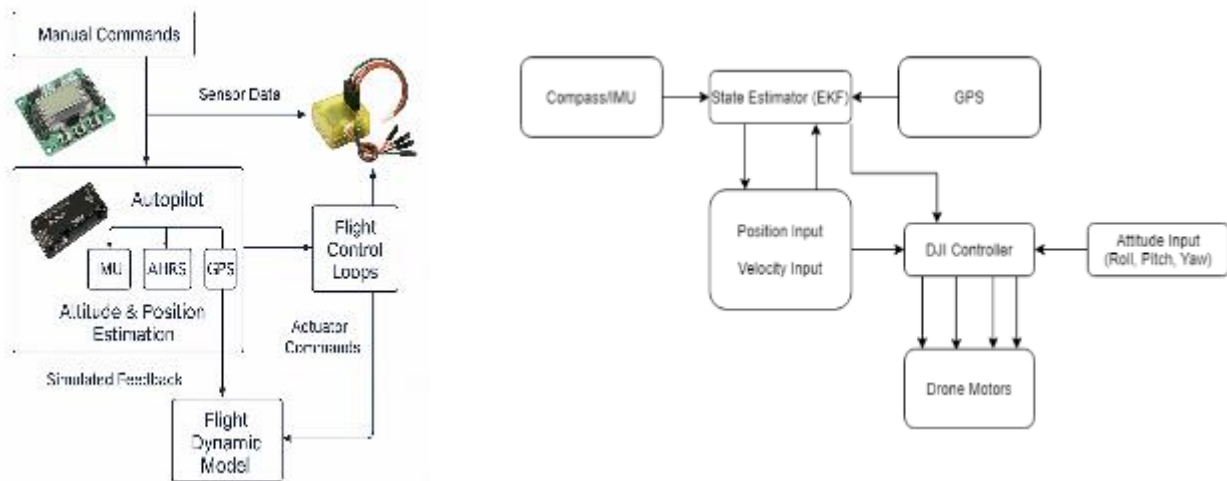 Manual Commands
Sensor Data
Autopilot
IMU
AHRS
GPS
Altitude & Position
Estimation
Flight
Control
Loops
Actuator
Commands
Simulated Feedback
Flight
Dynamic
Model
Compass/IMU
State Estimator (EKF)
GPS
Position Input
Velocity Input
DJI Controller
Attitude Input
(Roll, Pitch, Yaw)
Drone Motors